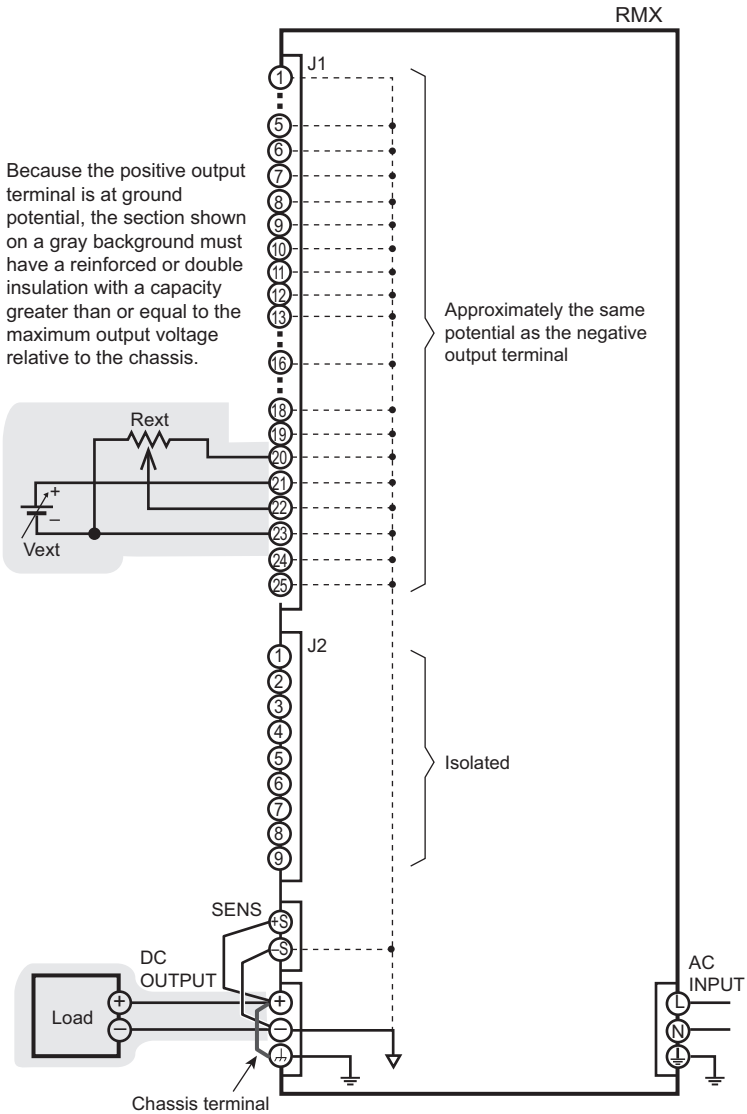 RMX
J1
1
5
6
7
8
9
10
11
12
13
16
18
19
20
21
22
23
24
25
Because the positive output
terminal is at ground
potential, the section shown
on a gray background must
have a reinforced or double
insulation with a capacity
greater than or equal to the
maximum output voltage
relative to the chassis.
Approximately the same
potential as the negative
output terminal
Rext
+
–
Vext
J2
1
2
3
4
5
6
7
8
9
Isolated
SENS
+S
–S
DC
OUTPUT
Load
+
–
+
–
Chassis terminal
AC
INPUT
L
N